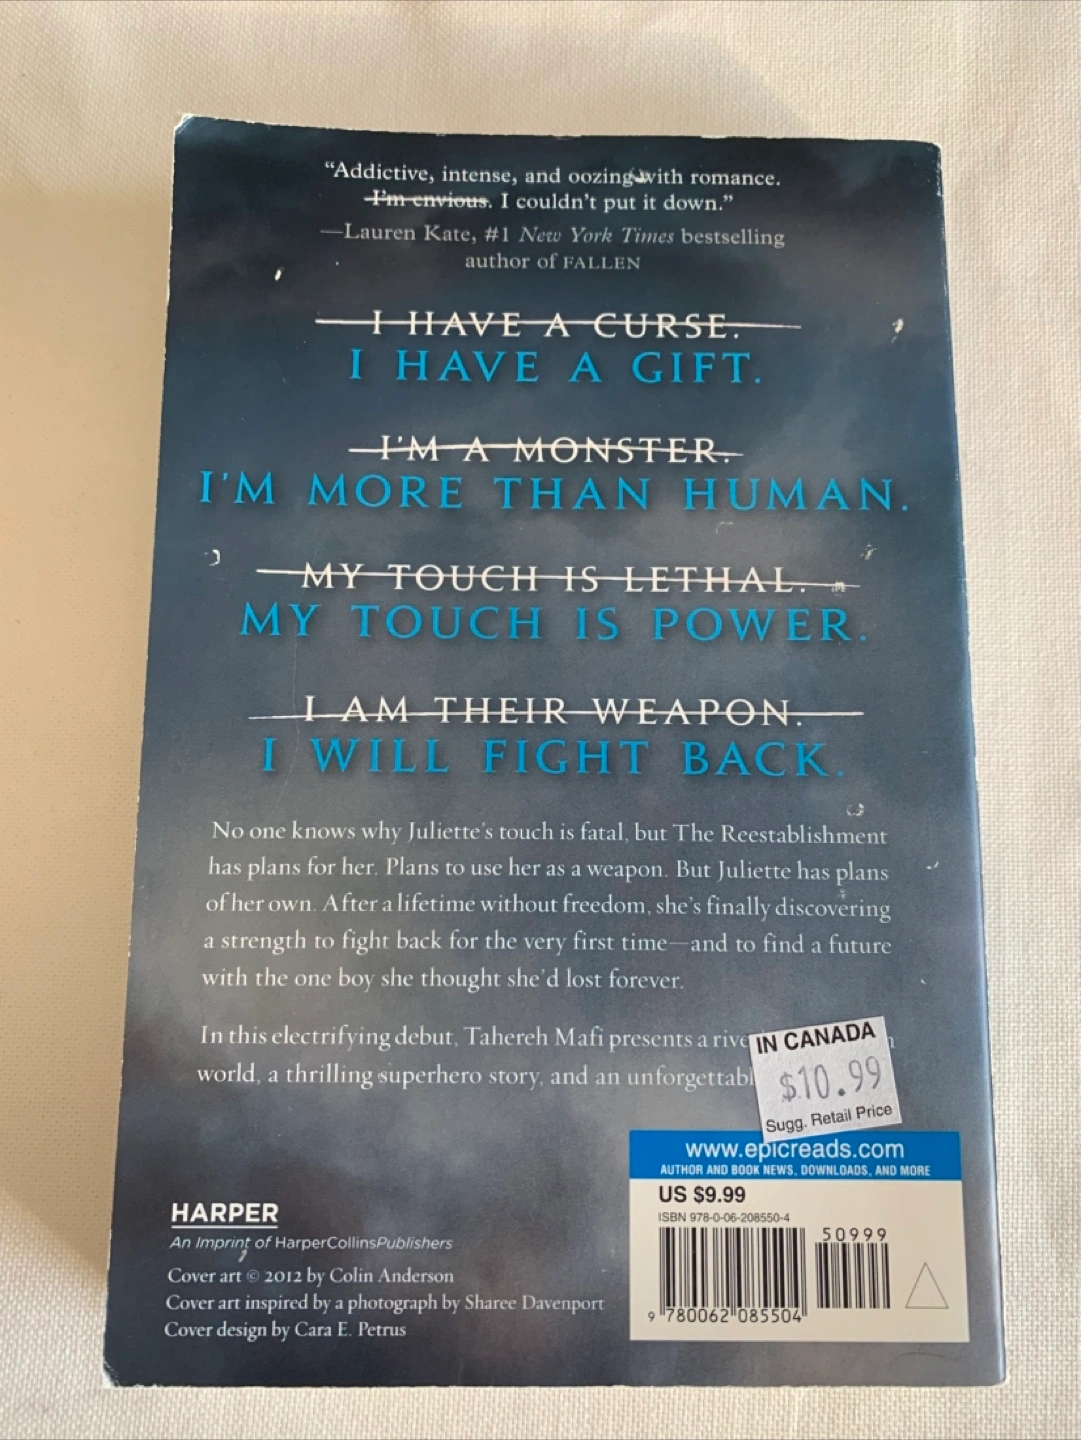 “Addictive, intense, and oozing with romance.
I’m envious. I couldn’t put it down.”
—Lauren Kate, #1 New York Times bestselling
author of FALLEN
I HAVE A CURSE.
I HAVE A GIFT.
I’M A MONSTER.
I’M MORE THAN HUMAN.
MY TOUCH IS LETHAL.
MY TOUCH IS POWER.
I AM THEIR WEAPON.
I WILL FIGHT BACK.
No one knows why Juliette’s touch is fatal, but The Reestablishment
has plans for her. Plans to use her as a weapon. But Juliette has plans
of her own. After a lifetime without freedom, she’s finally discovering
a strength to fight back for the very first time—and to find a future
with the one boy she thought she’d lost forever.
In this electrifying debut, Tahereh Mafi presents a
world, a thrilling superhero story, and an
IN CANADA
$10.99
Sugg. Retail Price
www.epicreads.com
AUTHOR AND BOOK NEWS, DOWNLOADS, AND MORE
US $9.99
ISBN 978-0-06-208550-4
50999
9 780062 085504
HARPER
An Imprint of HarperCollinsPublishers
Cover art © 2012 by Colin Anderson
Cover art inspired by a photograph by Sharee Davenport
Cover design by Cara E. Petrus